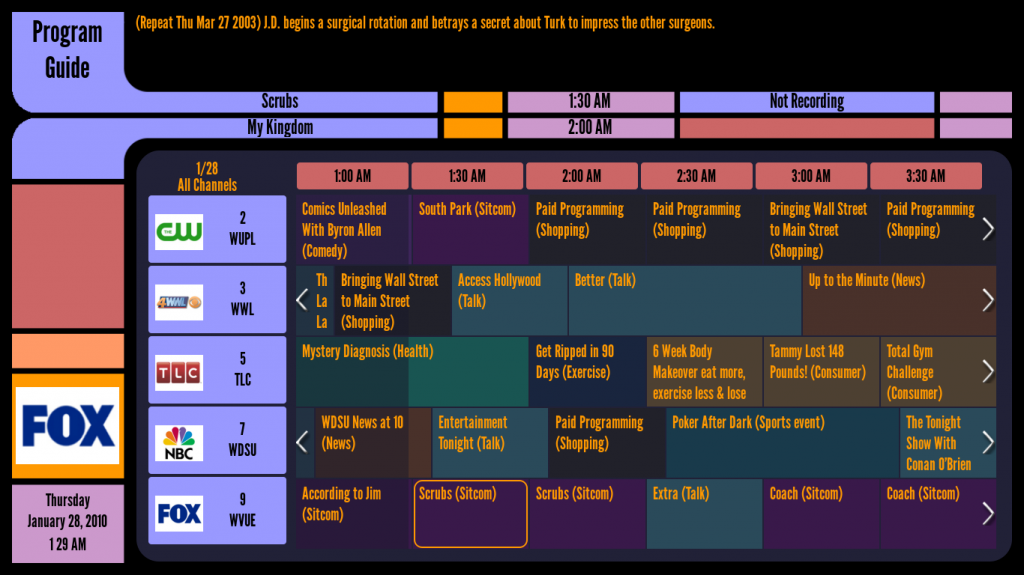 Program
Guide
(Repeat Thu Mar 27 2003) J.D. begins a surgical rotation and betrays a secret about Turk to impress the other surgeons.
Scrubs
1:30 AM
Not Recording
My Kingdom
2:00 AM
1/28
All Channels
1:00 AM
1:30 AM
2:00 AM
2:30 AM
3:00 AM
3:30 AM
THE CW
2
WUPL
Comics Unleashed
With Byron Allen
(Comedy)
South Park (Sitcom)
Paid Programming
(Shopping)
Paid Programming
(Shopping)
Bringing Wall Street
to Main Street
(Shopping)
Paid Programming
(Shopping)
4WWL
3
WWL
Th
La
La
Bringing Wall Street
to Main Street
(Shopping)
Access Hollywood
(Talk)
Better (Talk)
Up to the Minute (News)
TLC
5
TLC
Mystery Diagnosis (Health)
Get Ripped in 90
Days (Exercise)
6 Week Body
Makeover eat more,
exercise less & lose
Tammy Lost 148
Pounds! (Consumer)
Total Gym
Challenge
(Consumer)
NBC
7
WDSU
WDSU News at 10
(News)
Entertainment
Tonight (Talk)
Paid Programming
(Shopping)
Poker After Dark (Sports event)
The Tonight
Show With
Conan O'Brien
FOX
9
WVUE
According to Jim
(Sitcom)
Scrubs (Sitcom)
Scrubs (Sitcom)
Extra (Talk)
Coach (Sitcom)
Coach (Sitcom)
FOX
Thursday
January 28, 2010
1 29 AM